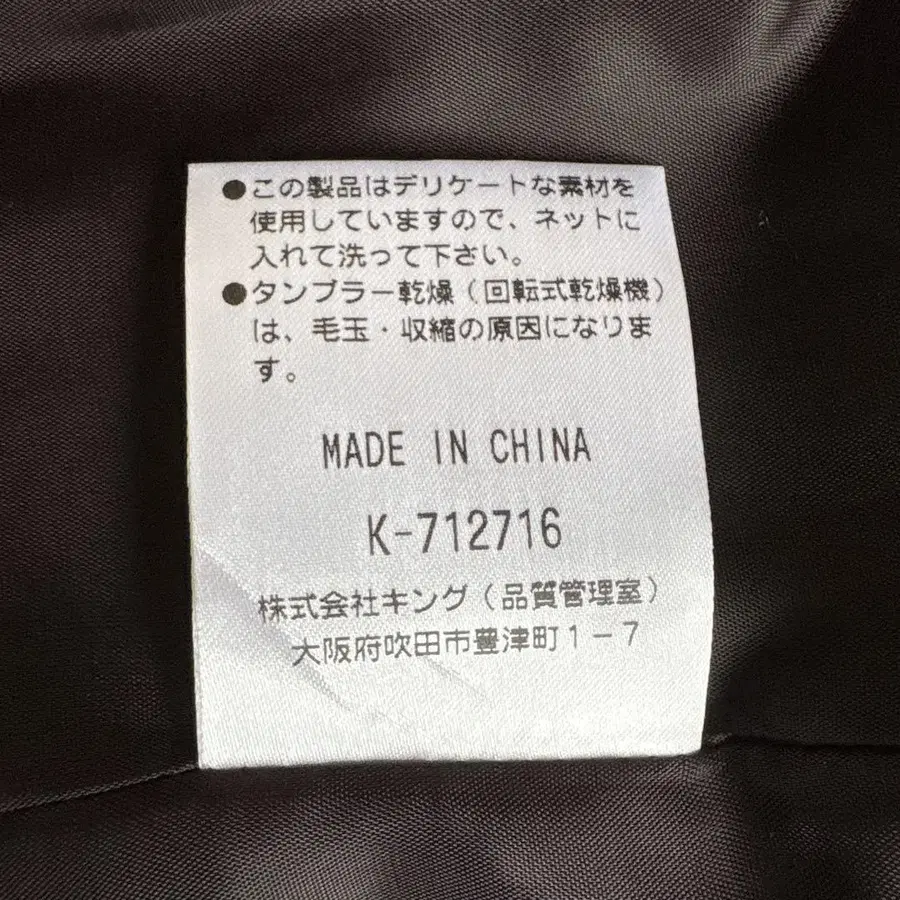 ●この製品はデリケートな素材を
使用していますので、ネットに
入れて洗って下さい。
●タンブラー乾燥（回転式乾燥機）
は、毛玉・収縮の原因になりま
す。
MADE IN CHINA
K-712716
株式会社キング（品質管理室）
大阪府吹田市豊津町１−７